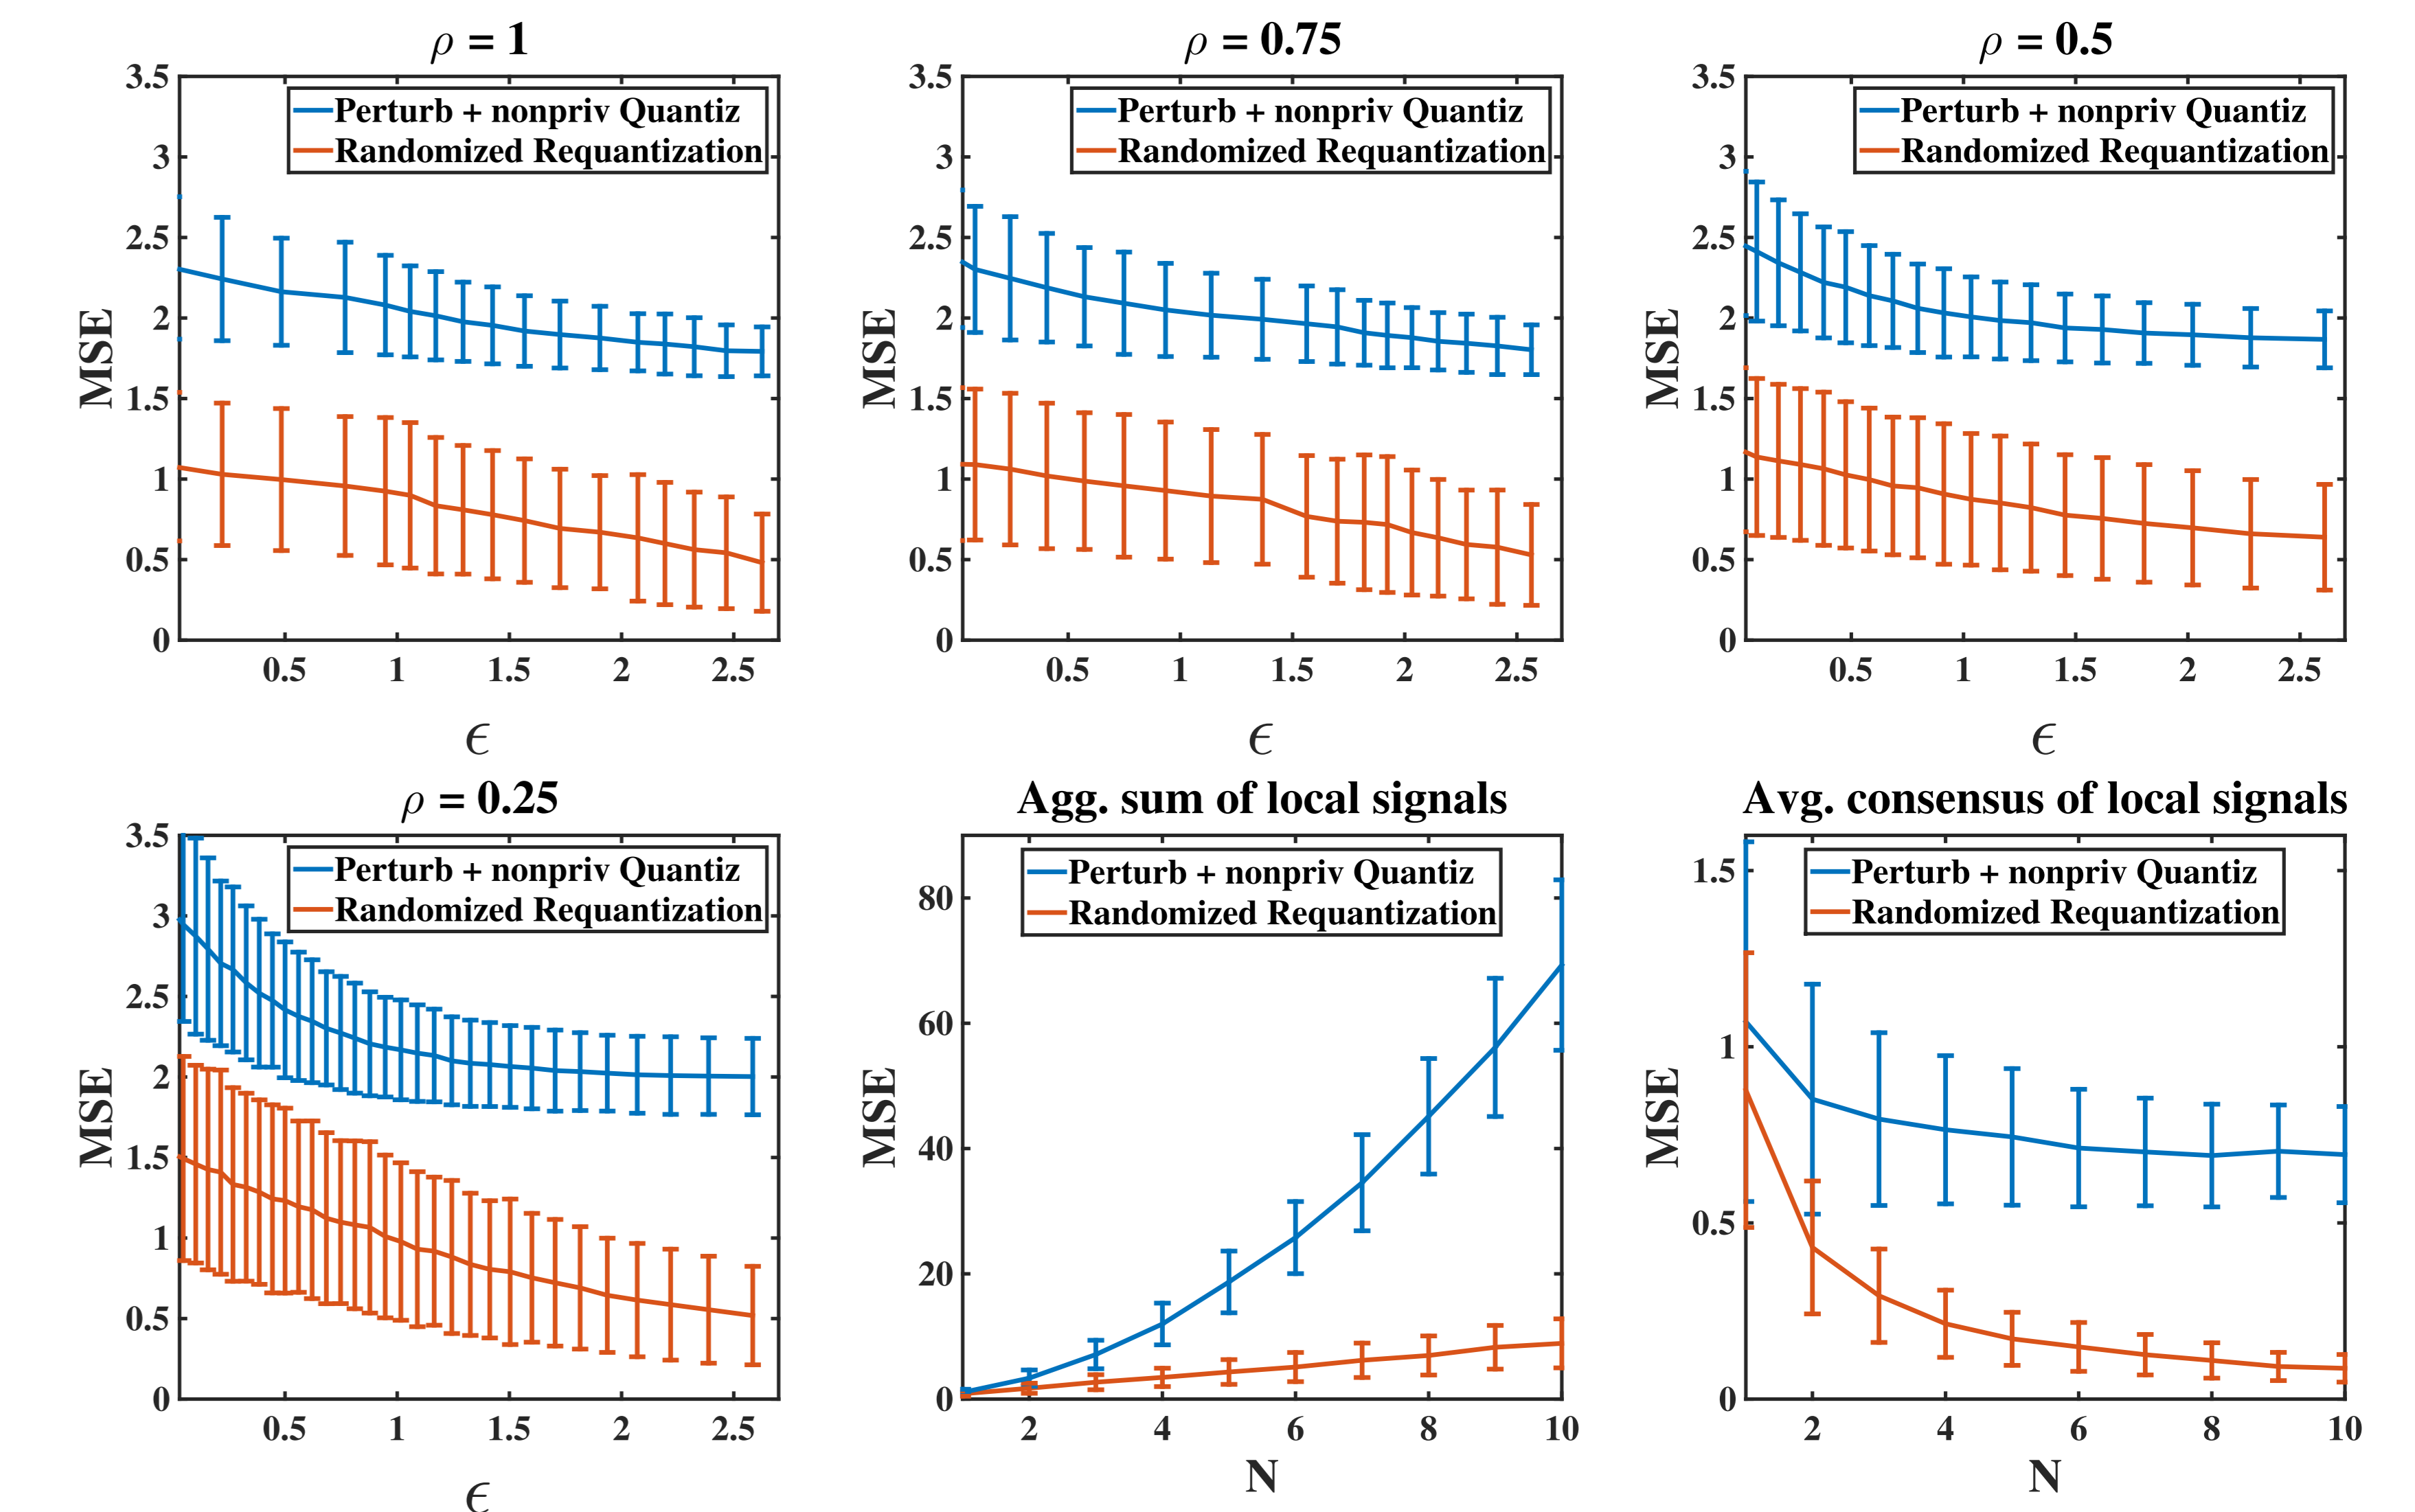 ρ = 1
3.5
3
2.5
2
1.5
1
0.5
0
MSE
Perturb + nonpriv Quantiz
Randomized Requantization
0.5 1 1.5 2 2.5
ϵ
ρ = 0.75
3.5
3
2.5
2
1.5
1
0.5
0
MSE
Perturb + nonpriv Quantiz
Randomized Requantization
0.5 1 1.5 2 2.5
ϵ
ρ = 0.5
3.5
3
2.5
2
1.5
1
0.5
0
MSE
Perturb + nonpriv Quantiz
Randomized Requantization
0.5 1 1.5 2 2.5
ϵ
ρ = 0.25
3.5
3
2.5
2
1.5
1
0.5
0
MSE
Perturb + nonpriv Quantiz
Randomized Requantization
0.5 1 1.5 2 2.5
ϵ
Agg. sum of local signals
80
60
40
20
0
MSE
Perturb + nonpriv Quantiz
Randomized Requantization
2 4 6 8 10
N
Avg. consensus of local signals
1.5
1
0.5
0
MSE
Perturb + nonpriv Quantiz
Randomized Requantization
2 4 6 8 10
N